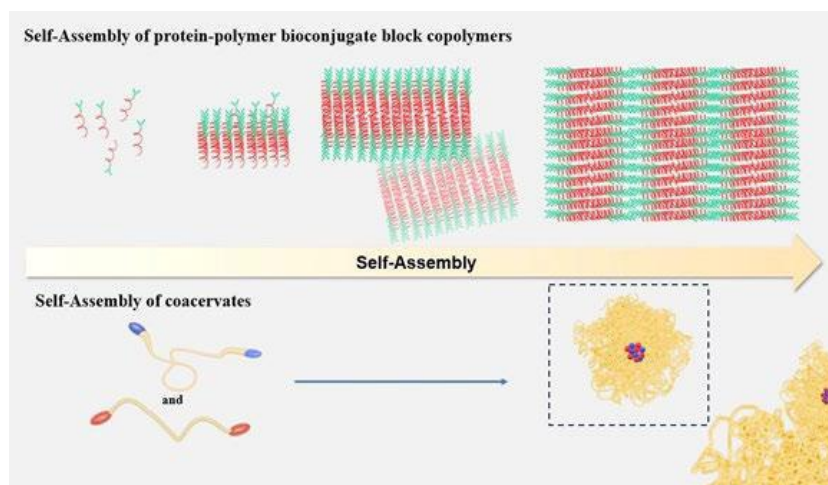 Self-Assembly of protein-polymer bioconjugate block copolymers
Self-Assembly
Self-Assembly of coacervates
and